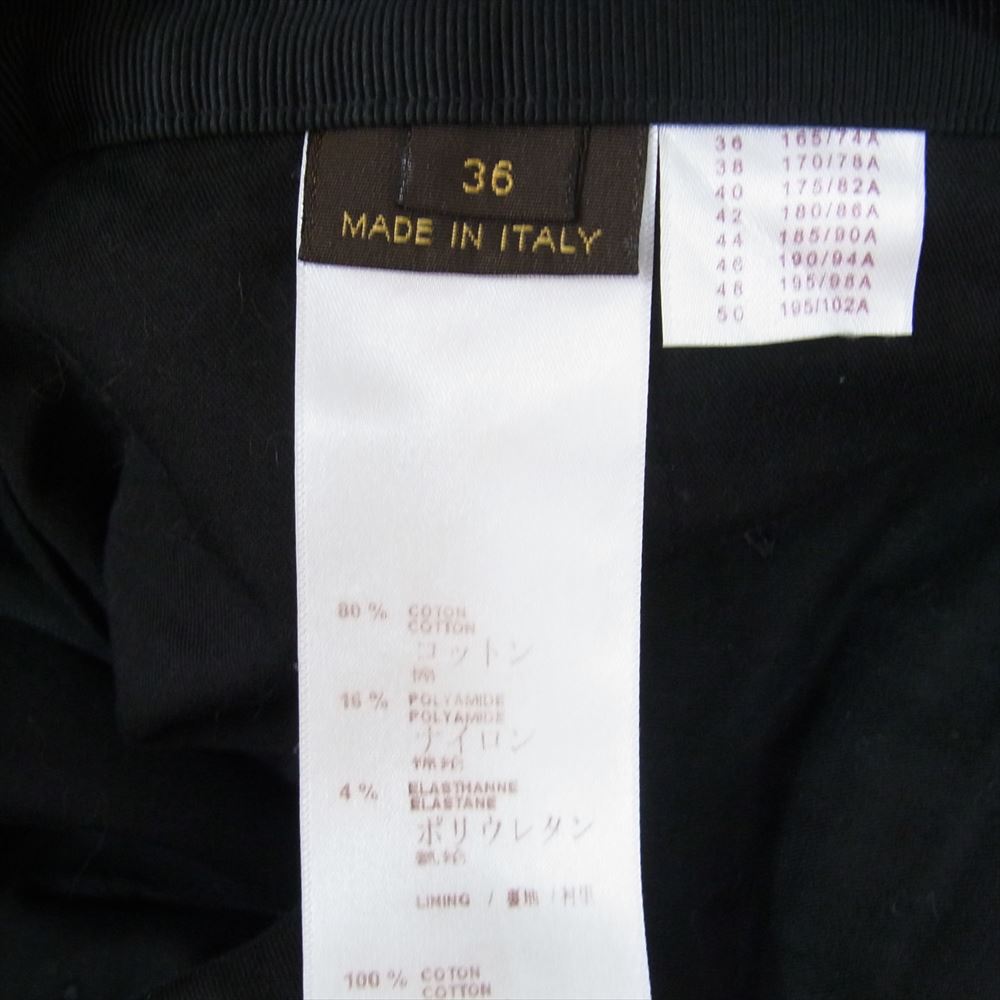 36
MADE IN ITALY
36 165/74A
38 170/78A
40 175/82A
42 180/86A
44 185/90A
46 190/94A
48 195/98A
50 195/102A
80 % COTON
COTTON
コットン
棉
16 % POLYAMIDE
POLYAMIDE
ナイロン
锦纶
4 % ELASTHANNE
ELASTANE
ポリウレタン
氨纶
LINING / 裏地 / 衬里
100 % COTON
COTTON